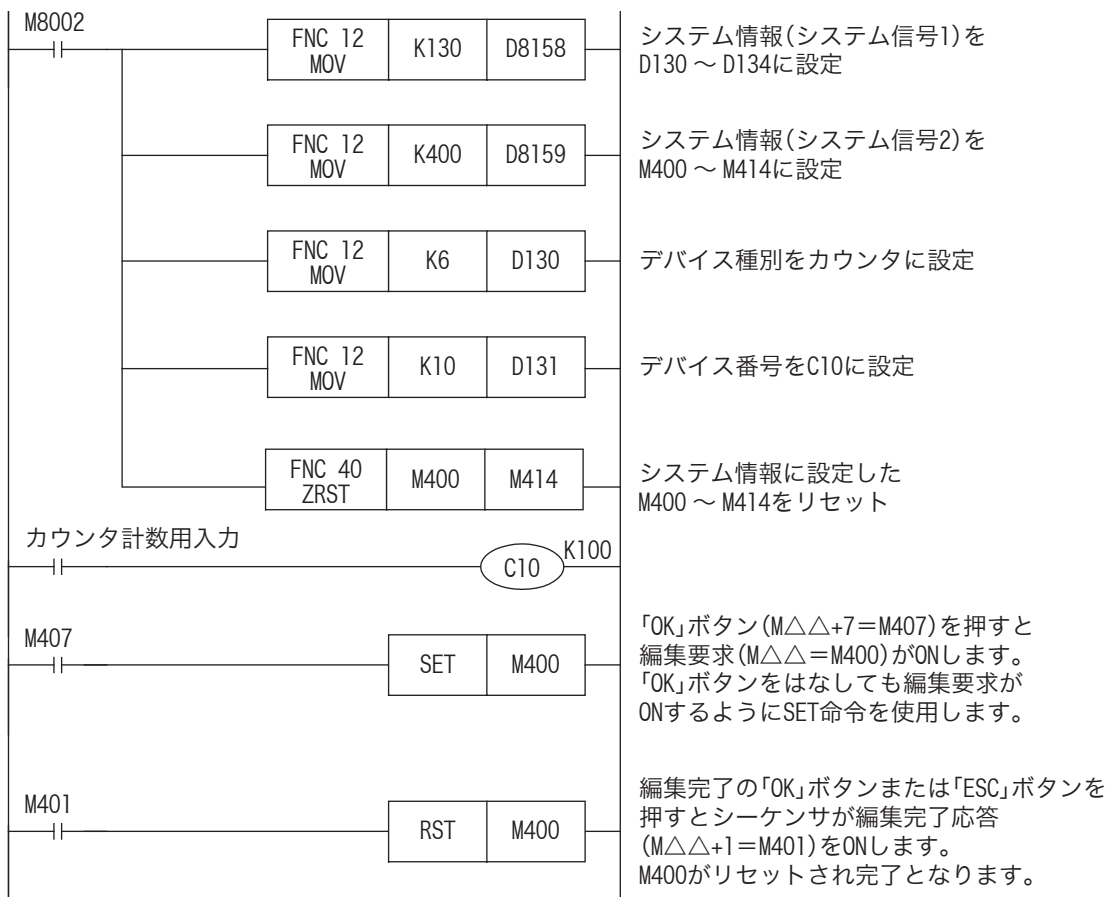 M8002
FNC 12
MOV
K130
D8158
システム情報(システム信号1)を
D130 ～ D134に設定
FNC 12
MOV
K400
D8159
システム情報(システム信号2)を
M400 ～ M414に設定
FNC 12
MOV
K6
D130
デバイス種別をカウンタに設定
FNC 12
MOV
K10
D131
デバイス番号をC10に設定
FNC 40
ZRST
M400
M414
システム情報に設定した
M400 ～ M414をリセット
カウンタ計数用入力
C10
K100
M407
SET
M400
「OK」ボタン(M△△+7＝M407)を押すと
編集要求(M△△＝M400)がONします。
「OK」ボタンをはなしても編集要求が
ONするようにSET命令を使用します。
M401
RST
M400
編集完了の「OK」ボタンまたは「ESC」ボタンを
押すとシーケンサが編集完了応答
(M△△+1＝M401)をONします。
M400がリセットされ完了となります。